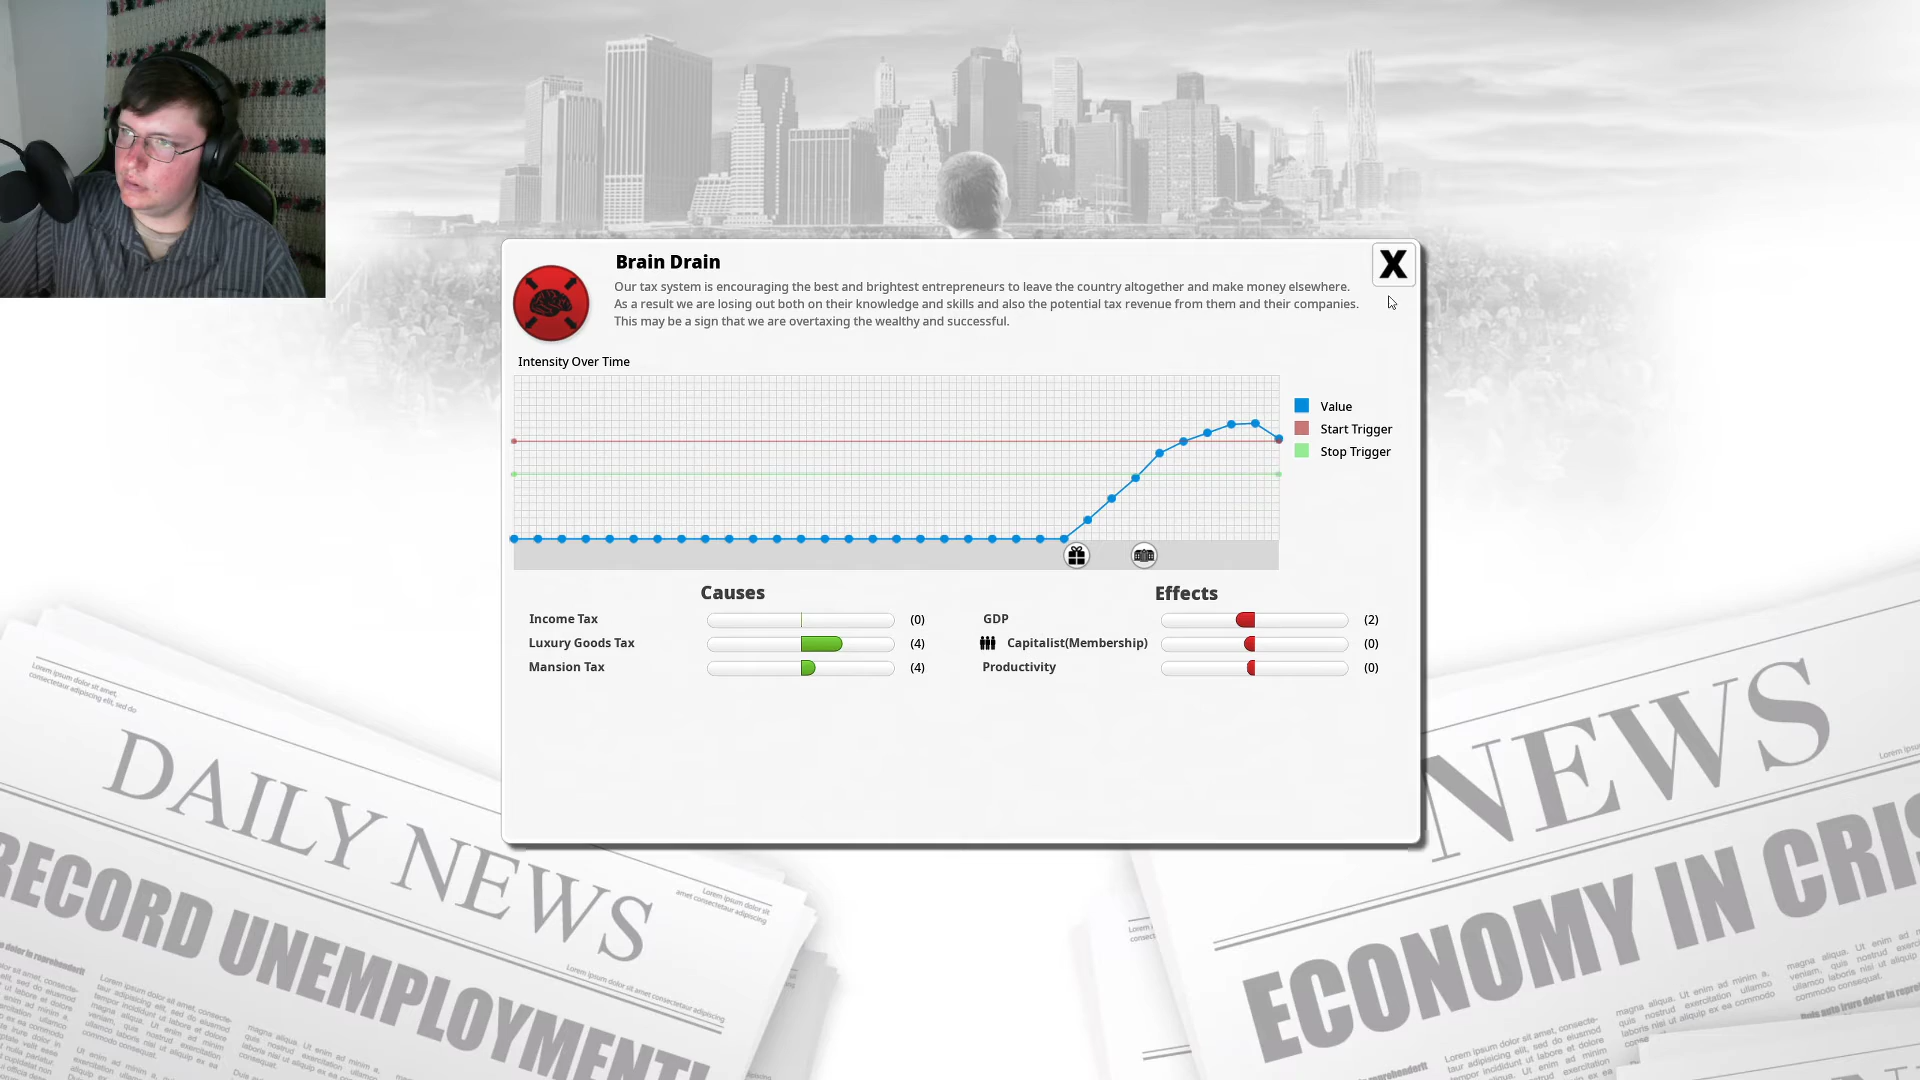 Brain Drain
X
Our tax system is encouraging the best and brightest entrepreneurs to leave the country altogether and make money elsewhere.
As a result we are losing out both on their knowledge and skills and also the potential tax revenue from them and their companies.
This may be a sign that we are overtaxing the wealthy and successful.
Intensity Over Time
Value
Start Trigger
Stop Trigger
Causes
Income Tax (0)
Luxury Goods Tax (4)
Mansion Tax (4)
Effects
GDP (2)
Capitalist(Membership) (0)
Productivity (0)
DAILY NEWS
RECORD UNEMPLOYMENT!
NEWS
ECONOMY IN CRIS